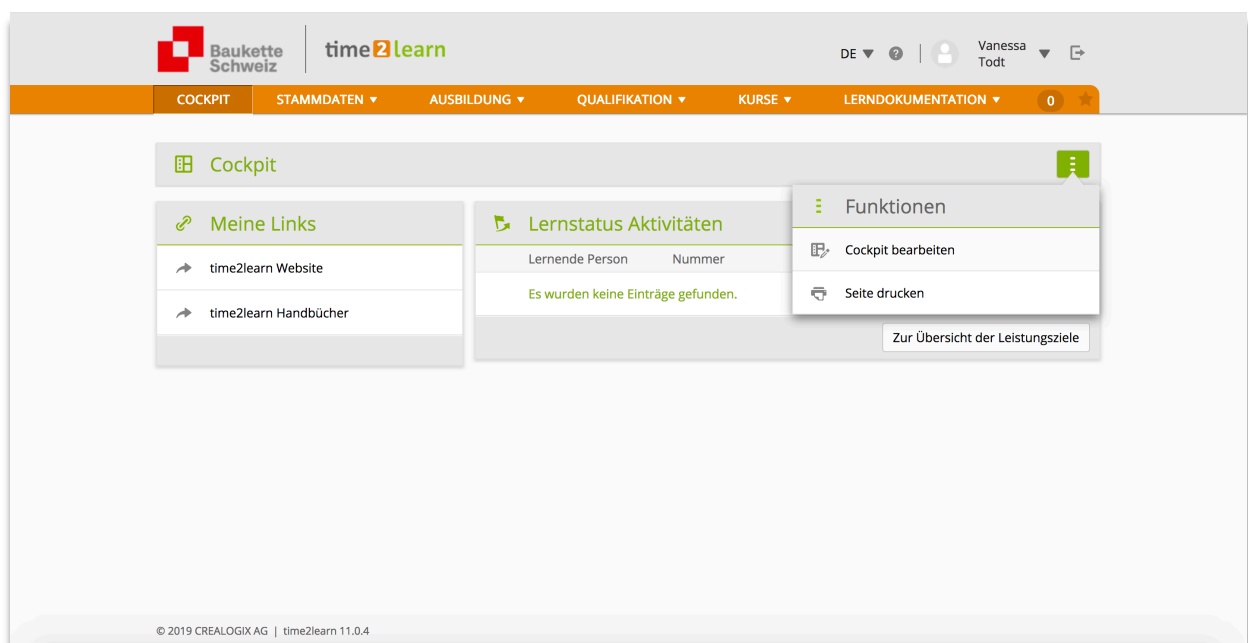 Baukette
Schweiz
time2learn
DE
Vanessa
Todt
COCKPIT
STAMMDATEN
AUSBILDUNG
QUALIFIKATION
KURSE
LERNDOKUMENTATION
0
Cockpit
Meine Links
time2learn Website
time2learn Handbücher
Lernstatus Aktivitäten
Lernende Person Nummer
Es wurden keine Einträge gefunden.
Zur Übersicht der Leistungsziele
Funktionen
Cockpit bearbeiten
Seite drucken
© 2019 CREALOGIX AG | time2learn 11.0.4